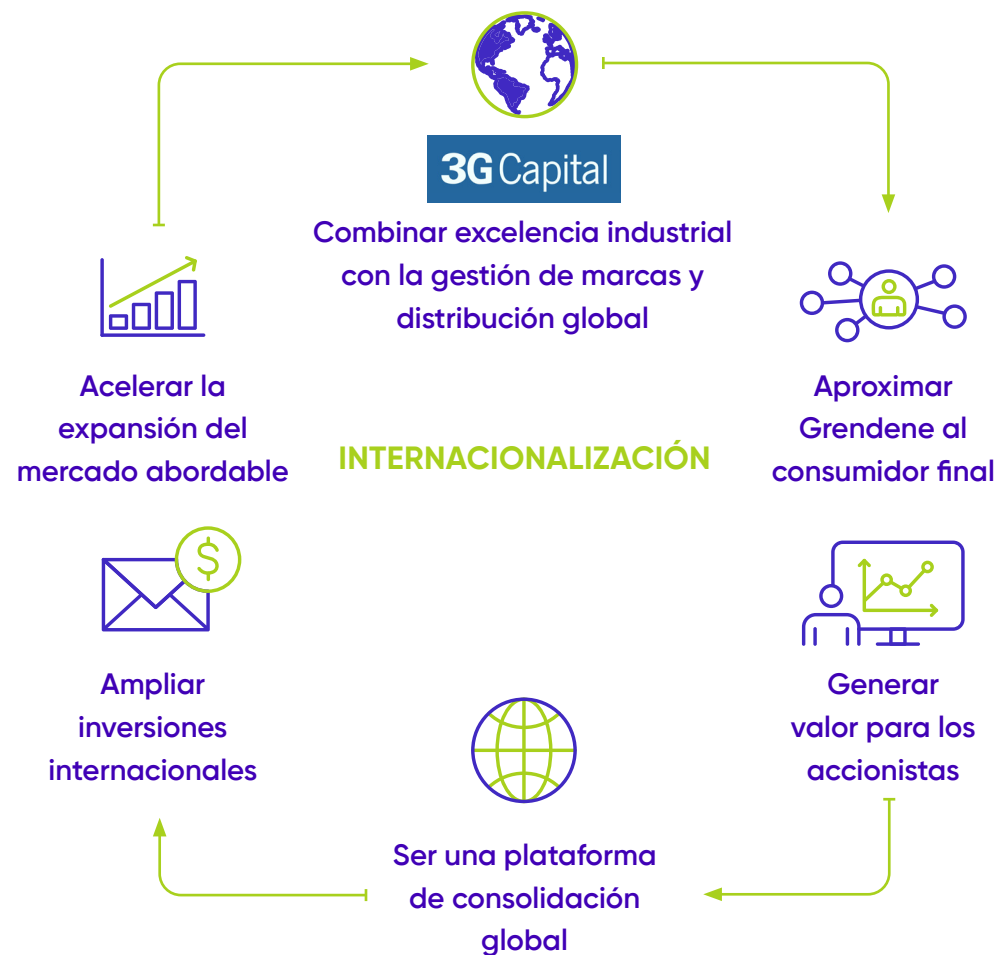 3G Capital
Combinar excelencia industrial
con la gestión de marcas y
distribución global
Acelerar la
expansión del
mercado abordable
INTERNACIONALIZACIÓN
Aproximar
Grendene al
consumidor final
$
Ampliar
inversiones
internacionales
Generar
valor para los
accionistas
Ser una plataforma
de consolidación
global